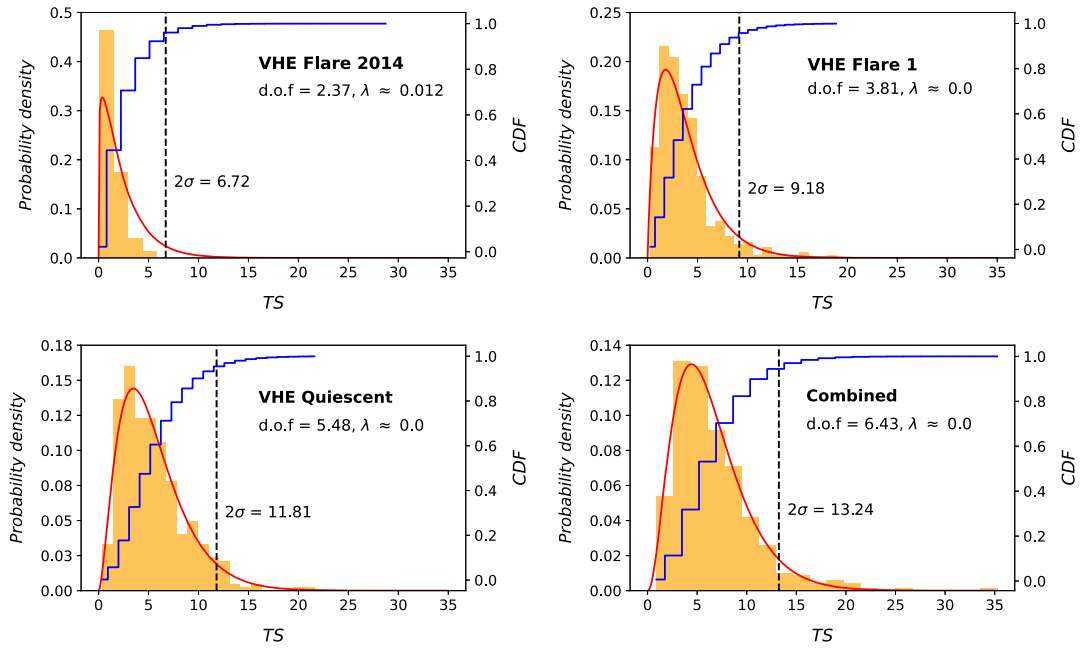 VHE Flare 2014
d.o.f = 2.37, λ ≈ 0.012
2σ = 6.72
Probability density
0.5
0.4
0.3
0.2
0.1
0.0
CDF
1.0
0.8
0.6
0.4
0.2
0.0
0 5 10 15 20 25 30 35
TS
VHE Flare 1
d.o.f = 3.81, λ ≈ 0.0
2σ = 9.18
Probability density
0.25
0.20
0.15
0.10
0.05
0.00
CDF
1.0
0.8
0.6
0.4
0.2
0.0
0 5 10 15 20 25 30 35
TS
VHE Quiescent
d.o.f = 5.48, λ ≈ 0.0
2σ = 11.81
Probability density
0.18
0.15
0.12
0.10
0.08
0.05
0.03
0.00
CDF
1.0
0.8
0.6
0.4
0.2
0.0
0 5 10 15 20 25 30 35
TS
Combined
d.o.f = 6.43, λ ≈ 0.0
2σ = 13.24
Probability density
0.14
0.12
0.10
0.08
0.06
0.04
0.02
0.00
CDF
1.0
0.8
0.6
0.4
0.2
0.0
0 5 10 15 20 25 30 35
TS